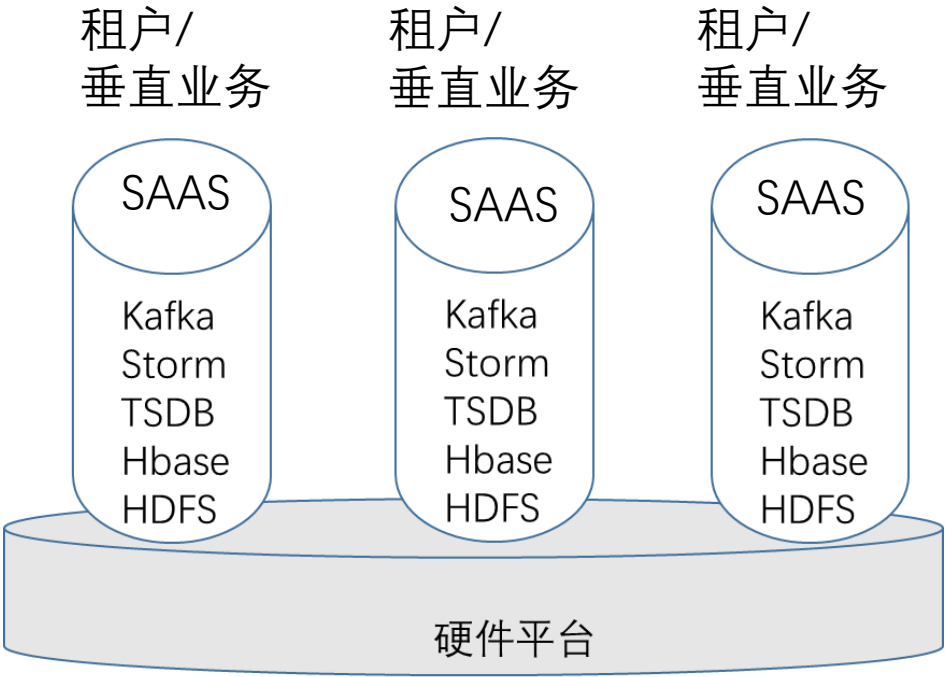 租户/
垂直业务
租户/
垂直业务
租户/
垂直业务
SAAS
Kafka
Storm
TSDB
Hbase
HDFS
SAAS
Kafka
Storm
TSDB
Hbase
HDFS
SAAS
Kafka
Storm
TSDB
Hbase
HDFS
硬件平台